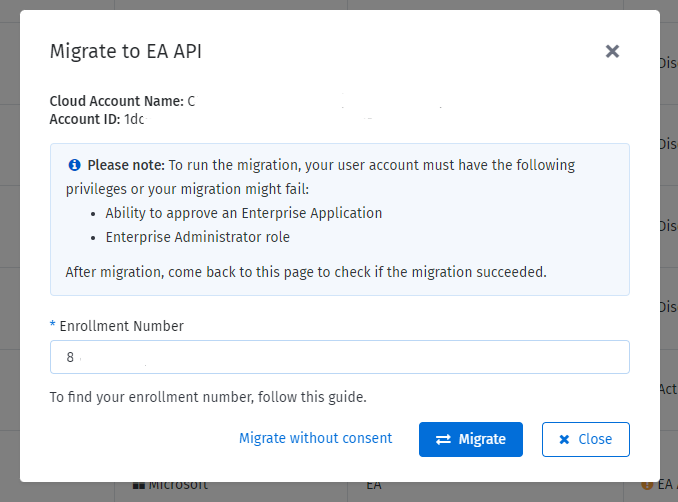 Migrate to EA API
Cloud Account Name: C
Account ID: 1dc
Please note: To run the migration, your user account must have the following
privileges or your migration might fail:
• Ability to approve an Enterprise Application
• Enterprise Administrator role
After migration, come back to this page to check if the migration succeeded.
* Enrollment Number
8
To find your enrollment number, follow this guide.
Migrate without consent
Migrate
Close
Dis
Dis
Dis
Dis
Act
Microsoft
EA
EA